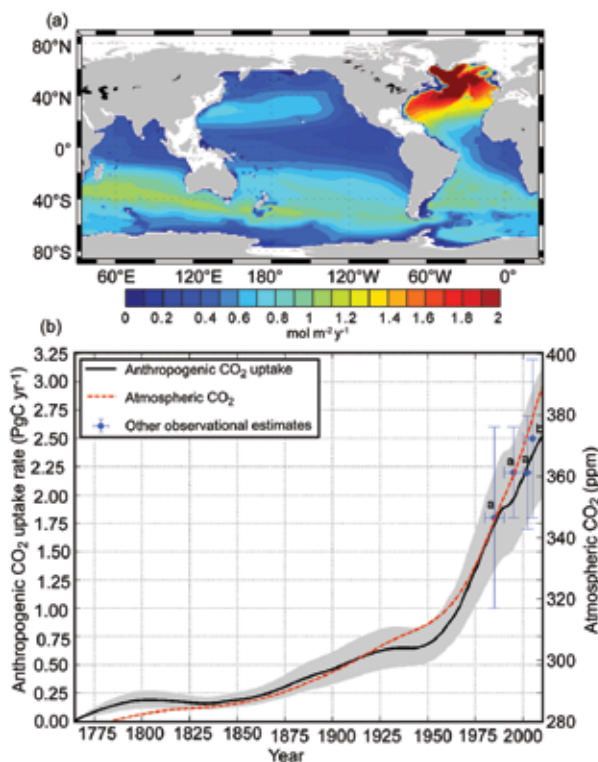 (a)
80°N
40°N
0°
40°S
80°S
60°E 120°E 180° 120°W 60°W 0°
0 0.2 0.4 0.6 0.8 1 1.2 1.4 1.6 1.8 2
mol m⁻² y⁻¹
(b)
3.25
3.00
2.75
2.50
2.25
2.00
1.75
1.50
1.25
1.00
0.75
0.50
0.25
0.00
Anthropogenic CO₂ uptake rate (PgC yr⁻¹)
Anthropogenic CO₂ uptake
Atmospheric CO₂
Other observational estimates
a
a
a
b
400
380
360
340
320
300
280
Atmospheric CO₂ (ppm)
1775 1800 1825 1850 1875 1900 1925 1950 1975 2000
Year